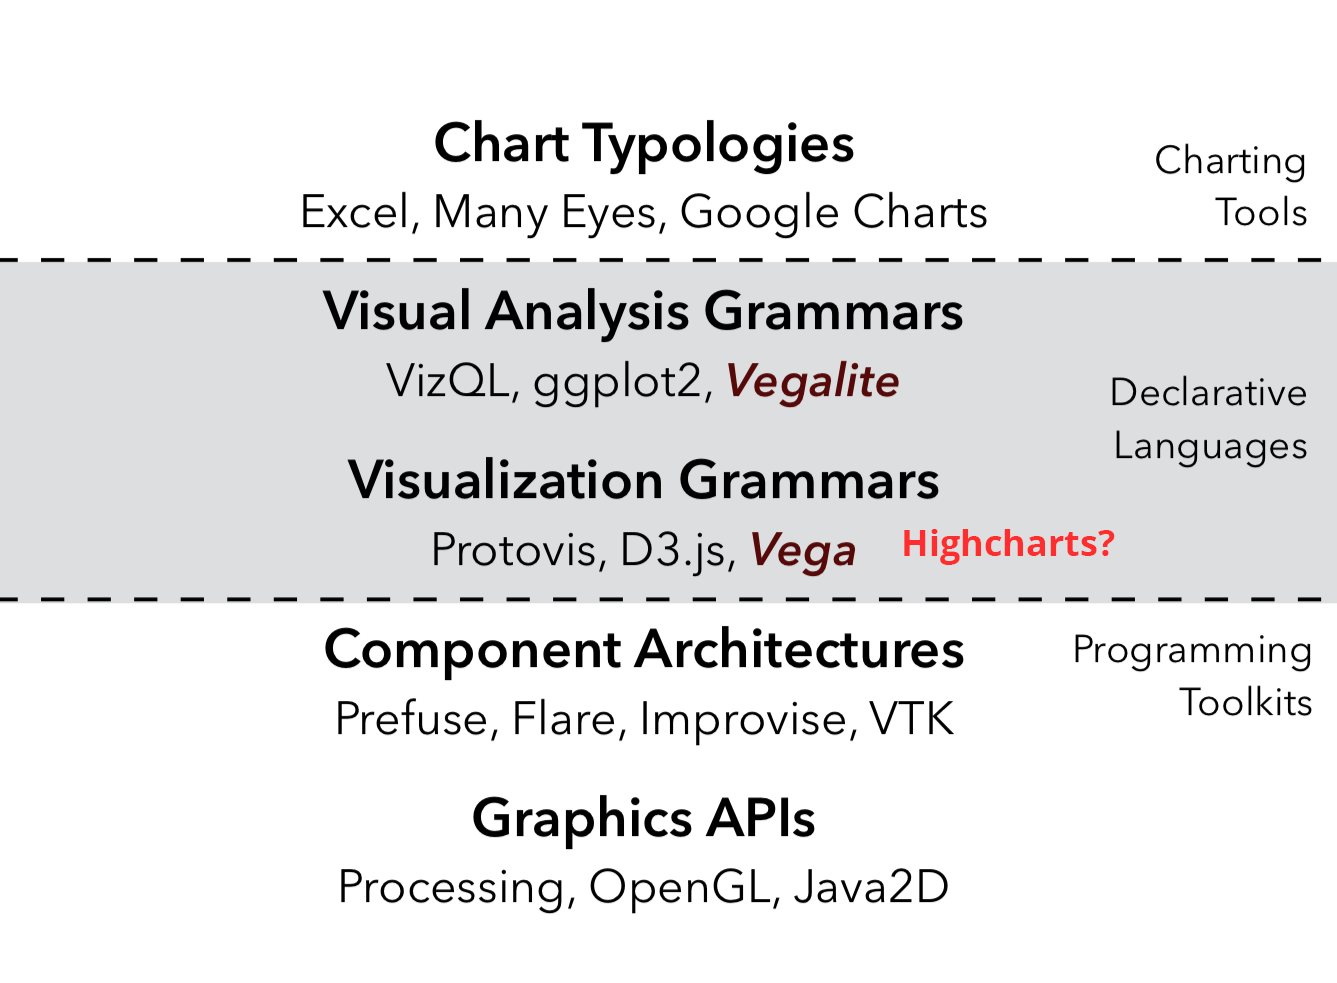 Chart Typologies
Excel, Many Eyes, Google Charts
Charting
Tools
Visual Analysis Grammars
VizQL, ggplot2, Vegalite
Declarative
Languages
Visualization Grammars
Protovis, D3.js, Vega
Highcharts?
Component Architectures
Prefuse, Flare, Improvise, VTK
Programming
Toolkits
Graphics APIs
Processing, OpenGL, Java2D